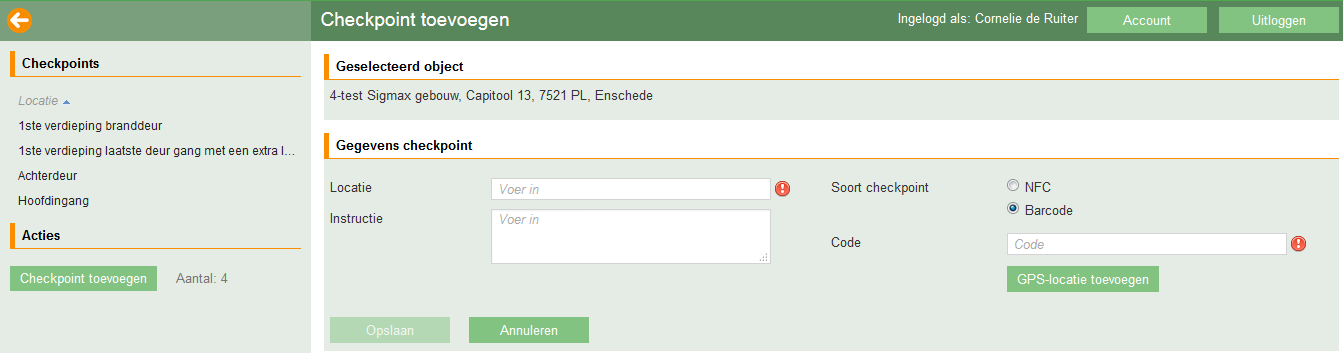 Checkpoint toevoegen
Ingelogd als: Cornelie de Ruiter
Account
Uitloggen
Checkpoints
Locatie
1ste verdieping branddeur
1ste verdieping laatste deur gang met een extra l...
Achterdeur
Hoofdingang
Acties
Checkpoint toevoegen
Aantal: 4
Geselecteerd object
4-test Sigmax gebouw, Capitool 13, 7521 PL, Enschede
Gegevens checkpoint
Locatie
Voer in
Instructie
Voer in
Soort checkpoint
NFC
Barcode
Code
Code
GPS-locatie toevoegen
Opslaan
Annuleren